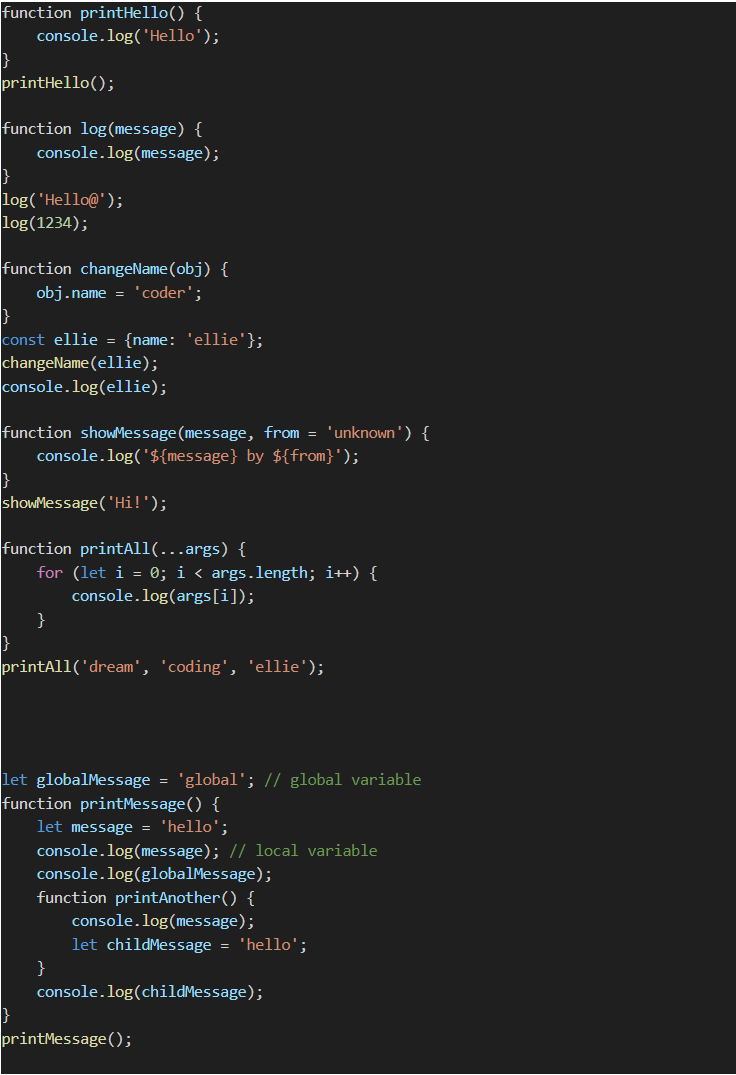 function printHello() {
    console.log('Hello');
}
printHello();

function log(message) {
    console.log(message);
}
log('Hello@');
log(1234);

function changeName(obj) {
    obj.name = 'coder';
}
const ellie = {name: 'ellie'};
changeName(ellie);
console.log(ellie);

function showMessage(message, from = 'unknown') {
    console.log('${message} by ${from}');
}
showMessage('Hi!');

function printAll(...args) {
    for (let i = 0; i < args.length; i++) {
        console.log(args[i]);
    }
}
printAll('dream', 'coding', 'ellie');

let globalMessage = 'global'; // global variable
function printMessage() {
    let message = 'hello';
    console.log(message); // local variable
    console.log(globalMessage);
    function printAnother() {
        console.log(message);
        let childMessage = 'hello';
    }
    console.log(childMessage);
}
printMessage();